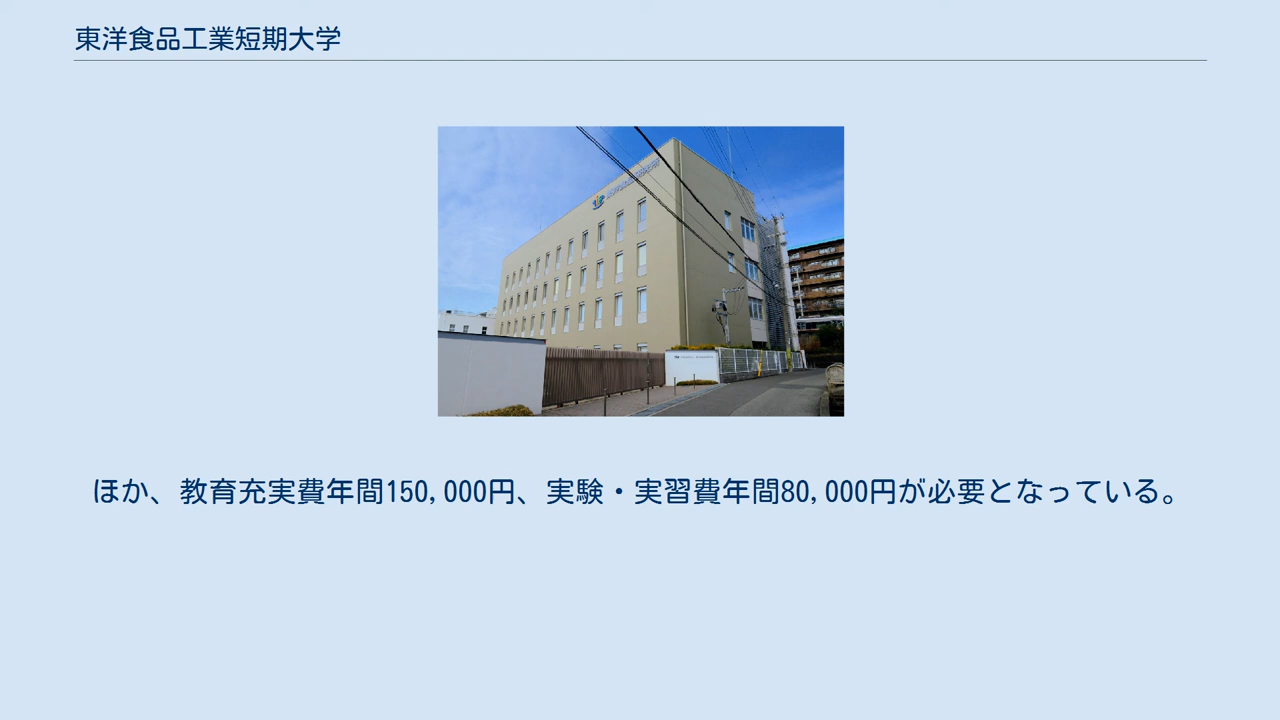 東洋食品工業短期大学
ほか、教育充実費年間150,000円、実験・実習費年間80,000円が必要となっている。